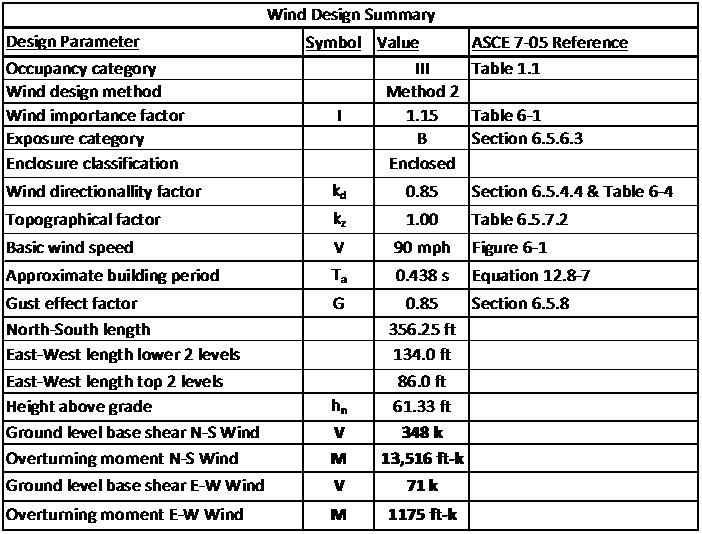 Wind Design Summary
Design Parameter Symbol Value ASCE 7-05 Reference
Occupancy category III Table 1.1
Wind design method Method 2
Wind importance factor I 1.15 Table 6-1
Exposure category B Section 6.5.6.3
Enclosure classification Enclosed
Wind directionallity factor kd 0.85 Section 6.5.4.4 & Table 6-4
Topographical factor kz 1.00 Table 6.5.7.2
Basic wind speed V 90 mph Figure 6-1
Approximate building period Ta 0.438 s Equation 12.8-7
Gust effect factor G 0.85 Section 6.5.8
North-South length 356.25 ft
East-West length lower 2 levels 134.0 ft
East-West length top 2 levels 86.0 ft
Height above grade hn 61.33 ft
Ground level base shear N-S Wind V 348 k
Overturning moment N-S Wind M 13,516 ft-k
Ground level base shear E-W Wind V 71 k
Overturning moment E-W Wind M 1175 ft-k